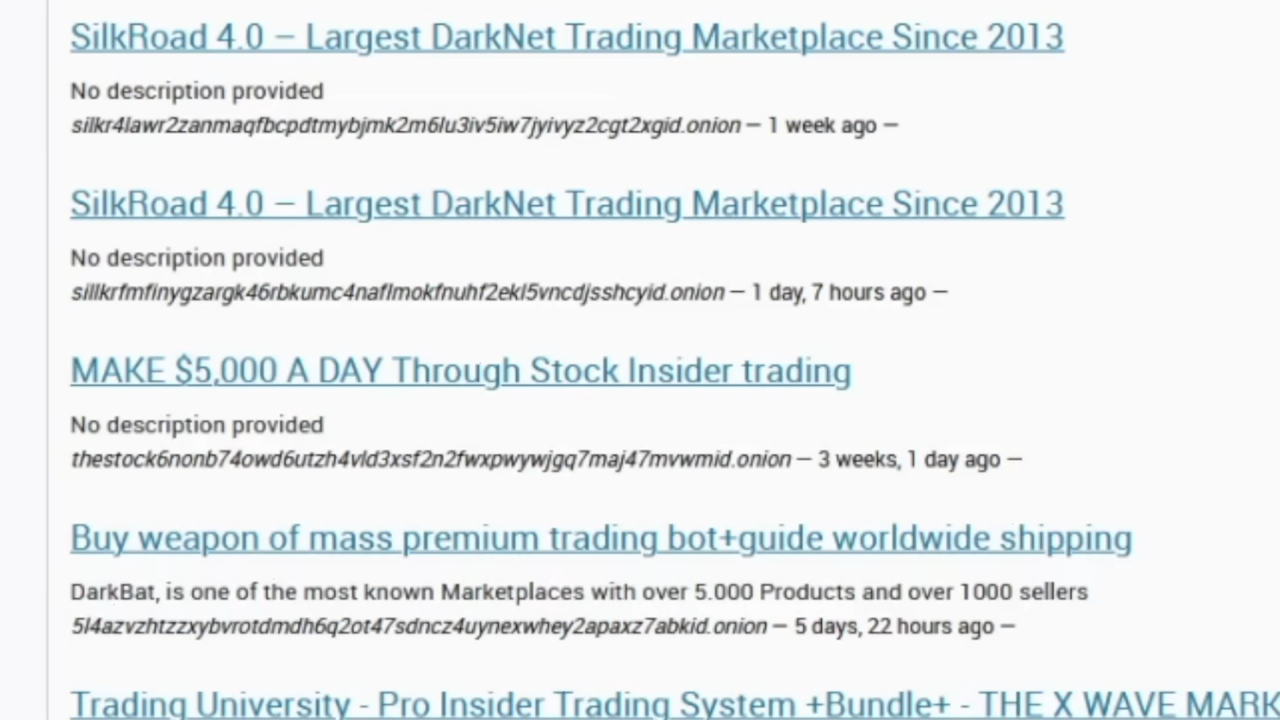 SilkRoad 4.0 – Largest DarkNet Trading Marketplace Since 2013
No description provided
silkr4lawr2zanmaqfbcpdtmybjmk2m6lu3iv5iw7jyivyz2cgt2xgid.onion — 1 week ago —
SilkRoad 4.0 – Largest DarkNet Trading Marketplace Since 2013
No description provided
sillkrfmfinygzargk46rbkumc4naflmokfnuhf2ekl5vncdjsshcyid.onion — 1 day, 7 hours ago —
MAKE $5,000 A DAY Through Stock Insider trading
No description provided
thestock6nonb74owd6utzh4vld3xsf2n2fwxpwywjgq7maj47mvwmid.onion — 3 weeks, 1 day ago —
Buy weapon of mass premium trading bot+guide worldwide shipping
DarkBat, is one of the most known Marketplaces with over 5.000 Products and over 1000 sellers
5l4azvzhtzzxybvrotdmdh6q2ot47sdncz4uynexwhey2apaxz7abkid.onion — 5 days, 22 hours ago —
Trading University - Pro Insider Trading System +Bundle+ - THE X WAVE MARK